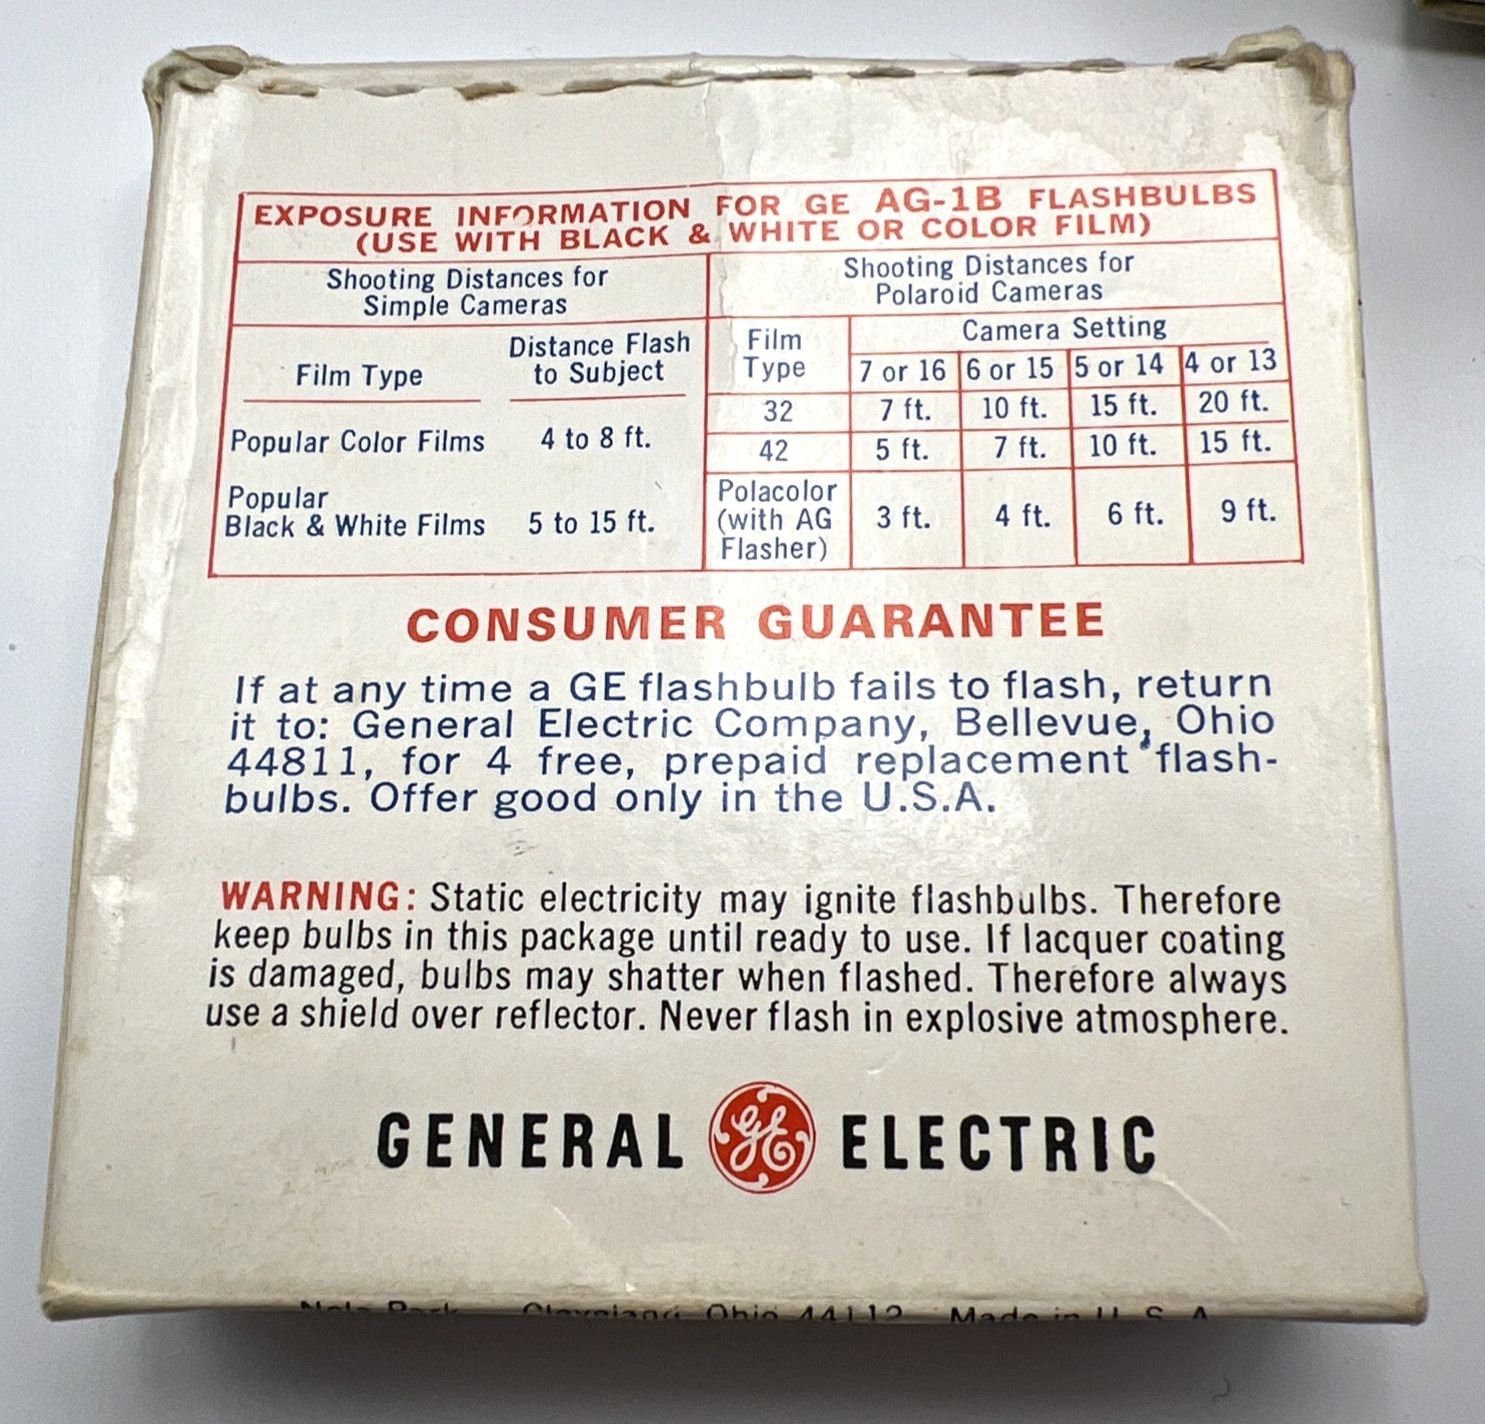 EXPOSURE INFORMATION FOR GE AG-1B FLASHBULBS
(USE WITH BLACK & WHITE OR COLOR FILM)
Shooting Distances for
Simple Cameras
Film Type
Distance Flash
to Subject
Popular Color Films 4 to 8 ft.
Popular
Black & White Films 5 to 15 ft.
Shooting Distances for
Polaroid Cameras
Film
Type
Camera Setting
7 or 16 6 or 15 5 or 14 4 or 13
32 7 ft. 10 ft. 15 ft. 20 ft.
42 5 ft. 7 ft. 10 ft. 15 ft.
Polacolor
(with AG
Flasher)
3 ft. 4 ft. 6 ft. 9 ft.
CONSUMER GUARANTEE
If at any time a GE flashbulb fails to flash, return
it to: General Electric Company, Bellevue, Ohio
44811, for 4 free, prepaid replacement flash-
bulbs. Offer good only in the U.S.A.
WARNING: Static electricity may ignite flashbulbs. Therefore
keep bulbs in this package until ready to use. If lacquer coating
is damaged, bulbs may shatter when flashed. Therefore always
use a shield over reflector. Never flash in explosive atmosphere.
GENERAL GE ELECTRIC
Nela Park Cleveland, Ohio 44112 Made in U.S.A.